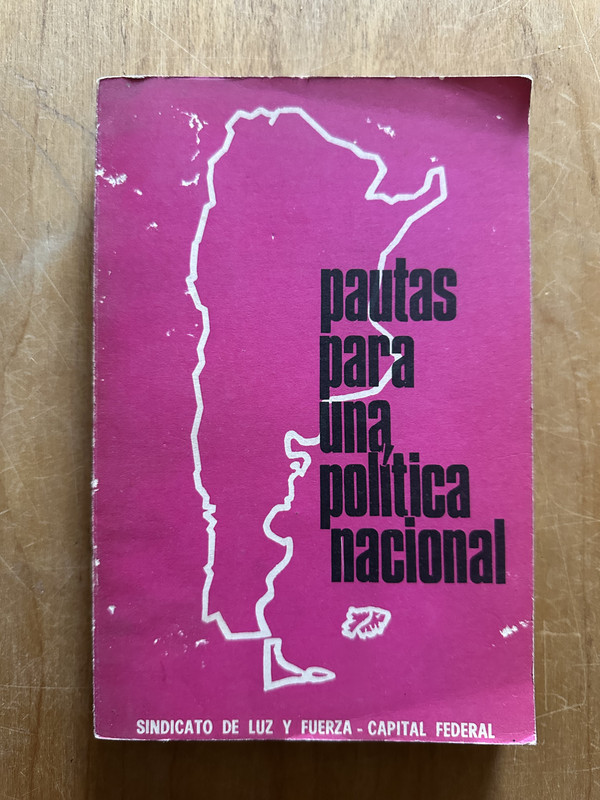 pautas
para
una
política
nacional
SINDICATO DE LUZ Y FUERZA - CAPITAL FEDERAL